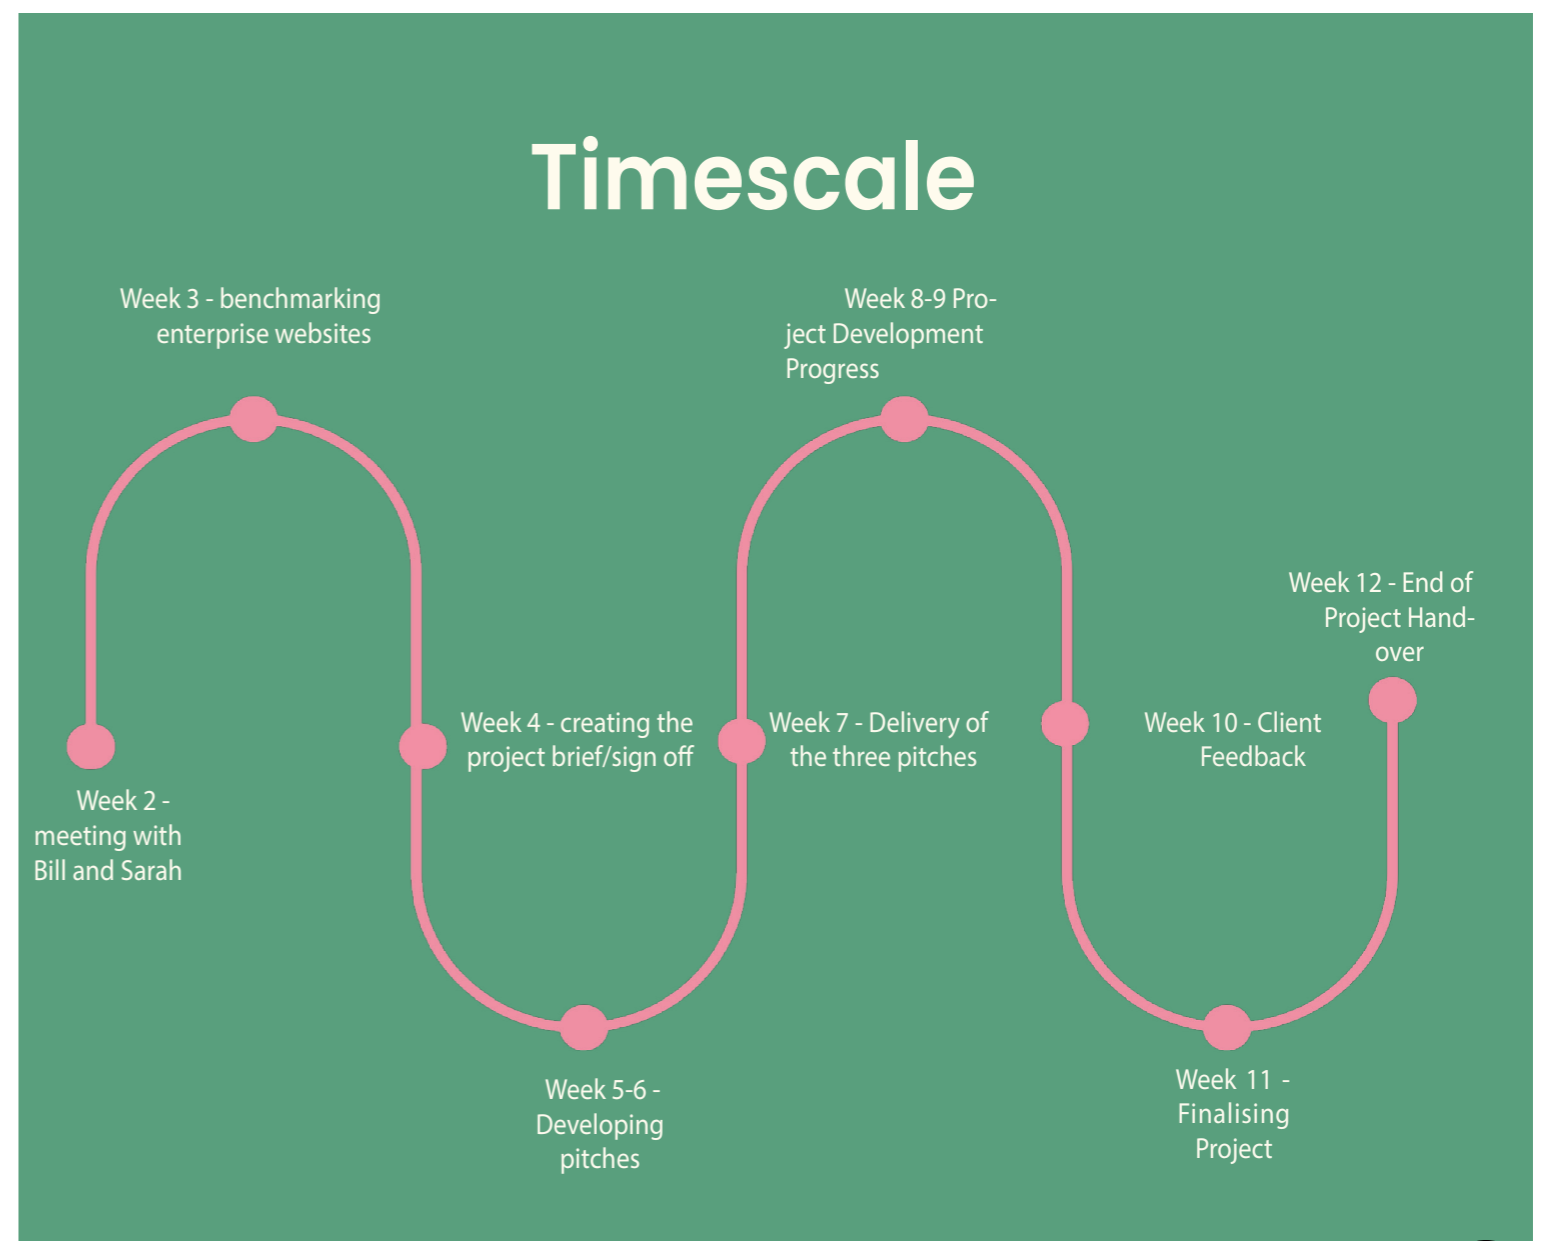 Timescale
Week 3 - benchmarking
enterprise websites
Week 8-9 Pro-
ject Development
Progress
Week 12 - End of
Project Hand-
over
Week 4 - creating the
project brief/sign off
Week 7 - Delivery of
the three pitches
Week 10 - Client
Feedback
Week 2 -
meeting with
Bill and Sarah
Week 5-6 -
Developing
pitches
Week 11 -
Finalising
Project